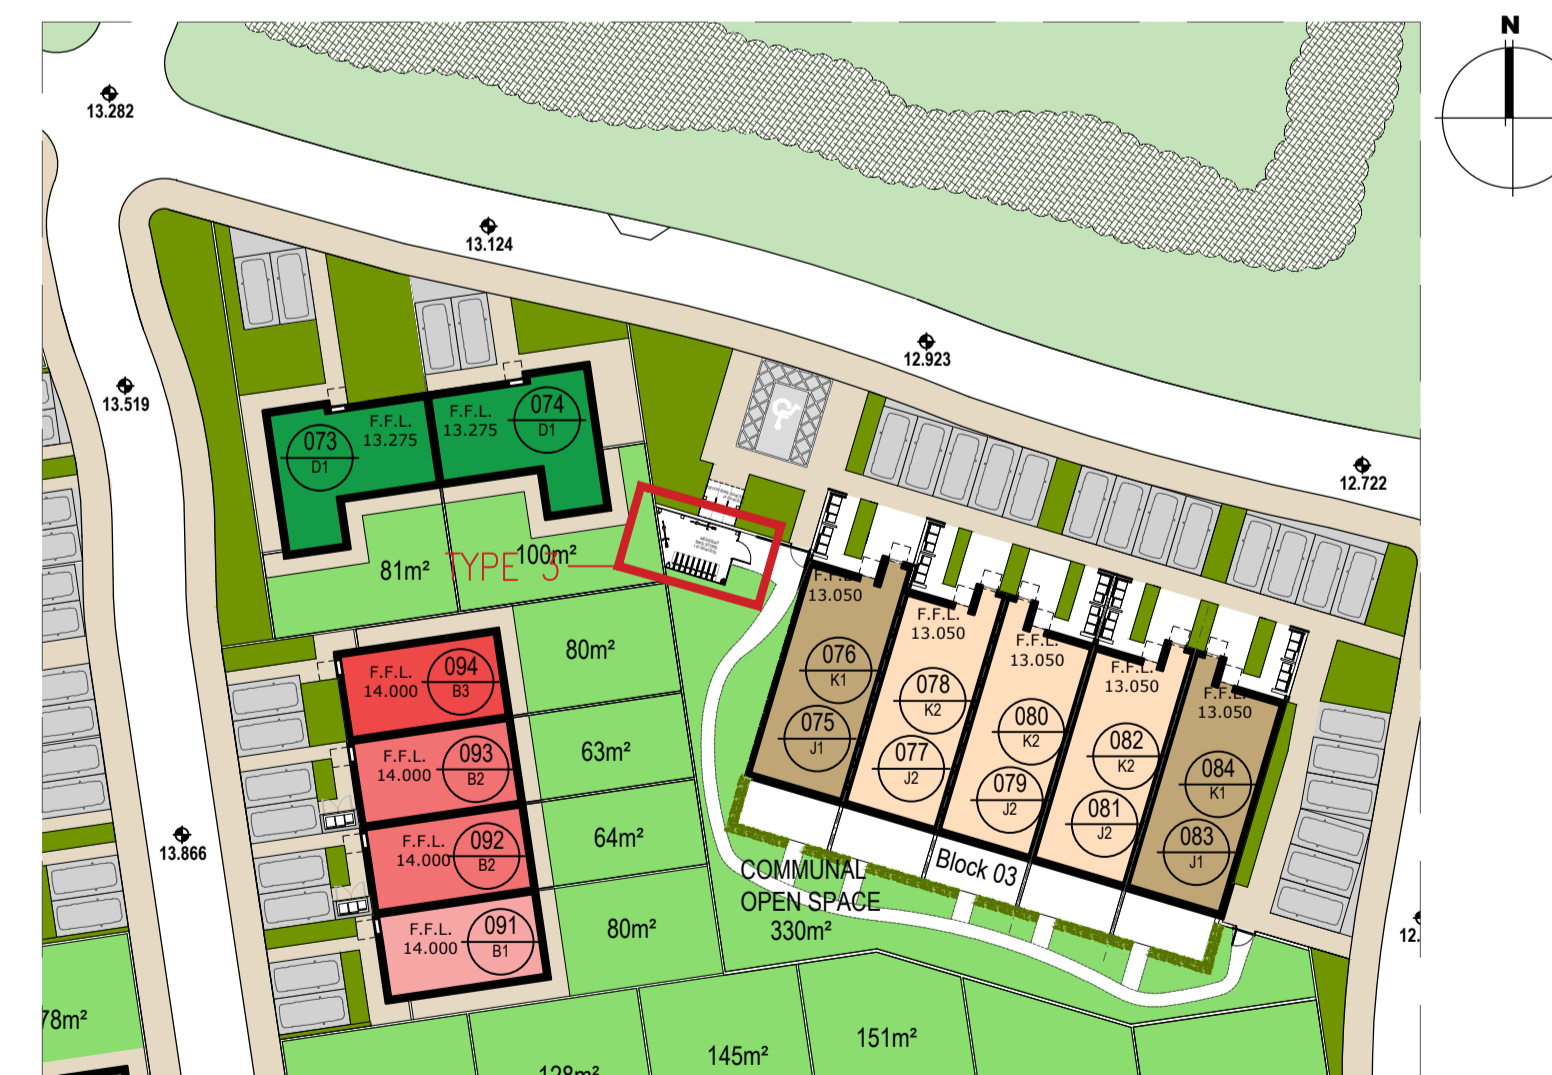 N
13.282
13.124
12.923
13.519
12.722
073
D1
F.F.L.
13.275
F.F.L.
13.275
074
D1
81m²
100m²
TYPE 3
F.F.L.
13.050
076
K1
075
J1
F.F.L.
13.050
078
K2
077
J2
F.F.L.
13.050
080
K2
079
J2
F.F.L.
13.050
082
K2
081
J2
F.F.L.
13.050
084
K1
083
J1
F.F.L.
14.000
094
B3
80m²
F.F.L.
14.000
093
B2
63m²
F.F.L.
14.000
092
B2
64m²
F.F.L.
14.000
091
B1
80m²
13.866
Block 03
COMMUNAL
OPEN SPACE
330m²
12.
78m²
128m²
145m²
151m²